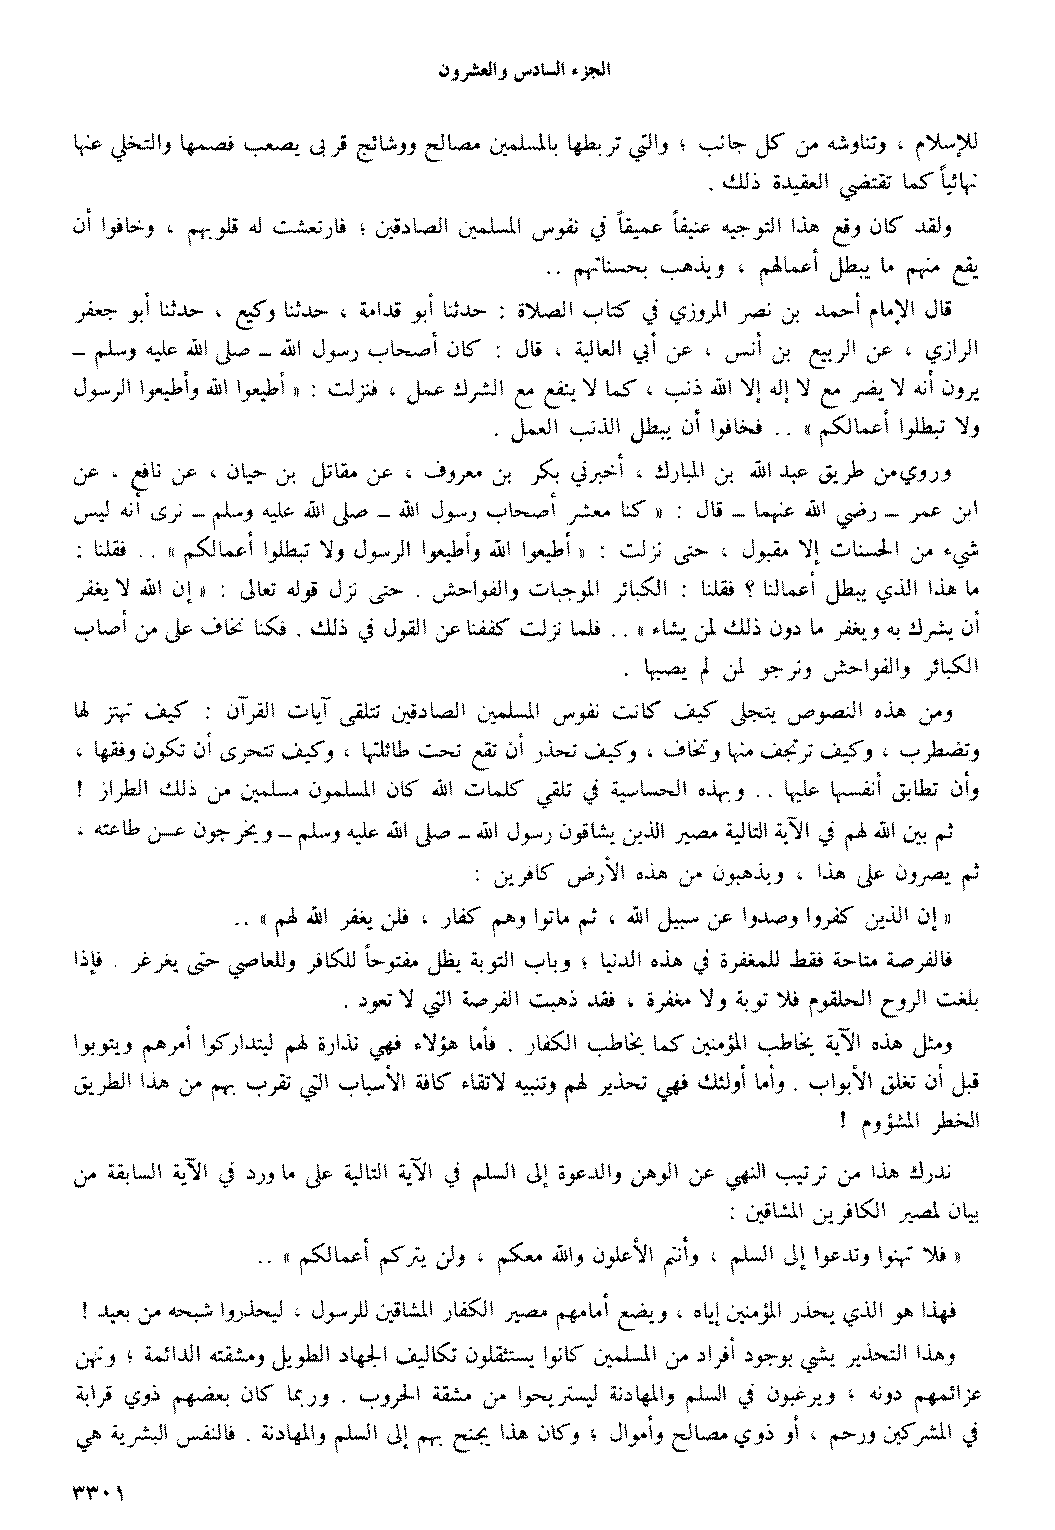 الجزء السادس والعشرون
للإسلام ، وتناوشه من كل جانب ؛ والتي تربطها بالمسلمين مصالح ووشائج قربى يصعب فصمها والتخلي عنها
نهائياً كما تقتضي العقيدة ذلك .
ولقد كان وقع هذا التوجيه عنيفاً عميقاً في نفوس المسلمين الصادقين ؛ فارتعشت له قلوبهم ، وخافوا أن
يقع منهم ما يبطل أعمالهم ، ويذهب بحسناتهم ..
قال الإمام أحمد بن نصر المروزي في كتاب الصلاة : حدثنا أبو قدامة ، حدثنا وكيع ، حدثنا أبو جعفر
الرازي ، عن الربيع بن أنس ، عن أبي العالية ، قال : كان أصحاب رسول الله – صلى الله عليه وسلم –
يرون أنه لا يضر مع لا إله إلا الله ذنب ، كما لا ينفع مع الشرك عمل ، فنزلت : « أطيعوا الله وأطيعوا الرسول
ولا تبطلوا أعمالكم » .. فخافوا أن يبطل الذنب العمل .
وروي من طريق عبد الله بن المبارك ، أخبرني بكر بن معروف ، عن مقاتل بن حيان ، عن نافع ، عن
ابن عمر – رضي الله عنهما – قال : « كنا معشر أصحاب رسول الله – صلى الله عليه وسلم – نرى أنه ليس
شيء من الحسنات إلا مقبول ، حتى نزلت : « أطيعوا الله وأطيعوا الرسول ولا تبطلوا أعمالكم » .. فقلنا :
ما هذا الذي يبطل أعمالنا ؟ فقلنا : الكبائر الموجبات والفواحش . حتى نزل قوله تعالى : « إن الله لا يغفر
أن يشرك به ويغفر ما دون ذلك لمن يشاء » .. فلما نزلت كففنا عن القول في ذلك . فكنا نخاف على من أصاب
الكبائر والفواحش ونرجو لمن لم يصبها .
ومن هذه النصوص يتجلى كيف كانت نفوس المسلمين الصادقين تتلقى آيات القرآن : كيف تهتز لها
وتضطرب ، وكيف ترتجف منها وتخاف ، وكيف تحذر أن تقع تحت طائلتها ، وكيف تتحرى أن تكون وفقها ،
وأن تطابق أنفسها عليها .. وبهذه الحساسية في تلقي كلمات الله كان المسلمون مسلمين من ذلك الطراز !
ثم بين الله لهم في الآية التالية مصير الذين يشاقون رسول الله – صلى الله عليه وسلم – ويخرجون عن طاعته ،
ثم يصرون على هذا ، ويذهبون من هذه الأرض كافرين :
« إن الذين كفروا وصدوا عن سبيل الله ، ثم ماتوا وهم كفار ، فلن يغفر الله لهم » ..
فالفرصة متاحة فقط للمغفرة في هذه الدنيا ؛ وباب التوبة يظل مفتوحاً للكافر وللعاصي حتى يغرغر . فإذا
بلغت الروح الحلقوم فلا توبة ولا مغفرة ، فقد ذهبت الفرصة التي لا تعود .
ومثل هذه الآية يخاطب المؤمنين كما يخاطب الكفار . فأما هؤلاء فهي نذارة لهم ليتداركوا أمرهم ويتوبوا
قبل أن تغلق الأبواب . وأما أولئك فهي تحذير لهم وتنبيه لاتقاء كافة الأسباب التي تقرب بهم من هذا الطريق
الخطر المشؤوم !
ندرك هذا من ترتيب النهي عن الوهن والدعوة إلى السلم في الآية التالية على ما ورد في الآية السابقة من
بيان لمصير الكافرين المشاقين :
« فلا تهنوا وتدعوا إلى السلم ، وأنتم الأعلون والله معكم ، ولن يتركم أعمالكم » ..
فهذا هو الذي يحذر المؤمنين إياه ، ويضع أمامهم مصير الكفار المشاقين للرسول ، ليحذروا شبحه من بعيد !
وهذا التحذير يشي بوجود أفراد من المسلمين كانوا يستثقلون تكاليف الجهاد الطويل ومشقته الدائمة ؛ وتهن
عزائمهم دونه ؛ ويرغبون في السلم والمهادنة ليستريحوا من مشقة الحروب . وربما كان بعضهم ذوي قرابة
في المشركين ورحم ، أو ذوي مصالح وأموال ؛ وكان هذا يجنح بهم إلى السلم والمهادنة . فالنفس البشرية هي
٣٣٠١